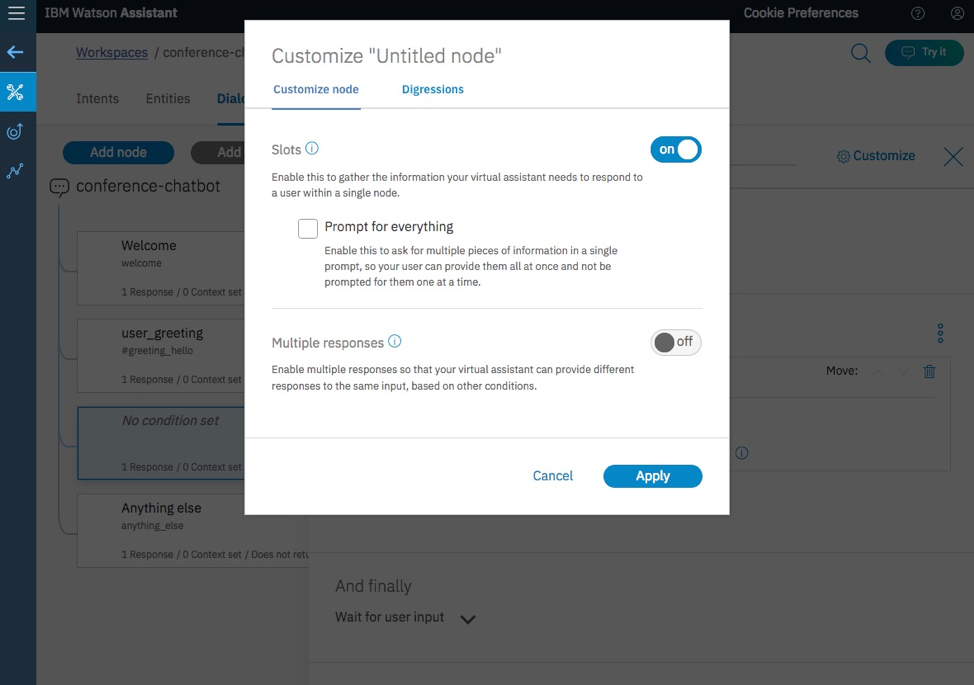 IBM Watson Assistant
Cookie Preferences
Workspaces / conference-c
Try it
Intents Entities Dialo
Add node
Add
Customize
conference-chatbot
Welcome
welcome
1 Response / 0 Context set
user_greeting
#greeting_hello
1 Response / 0 Context set
No condition set
1 Response / 0 Context set
Anything else
anything_else
1 Response / 0 Context set / Does not retu
Customize "Untitled node"
Customize node Digressions
Slots
on
Enable this to gather the information your virtual assistant needs to respond to
a user within a single node.
Prompt for everything
Enable this to ask for multiple pieces of information in a single
prompt, so your user can provide them all at once and not be
prompted for them one at a time.
Multiple responses
off
Enable multiple responses so that your virtual assistant can provide different
responses to the same input, based on other conditions.
Cancel Apply
Move:
And finally
Wait for user input